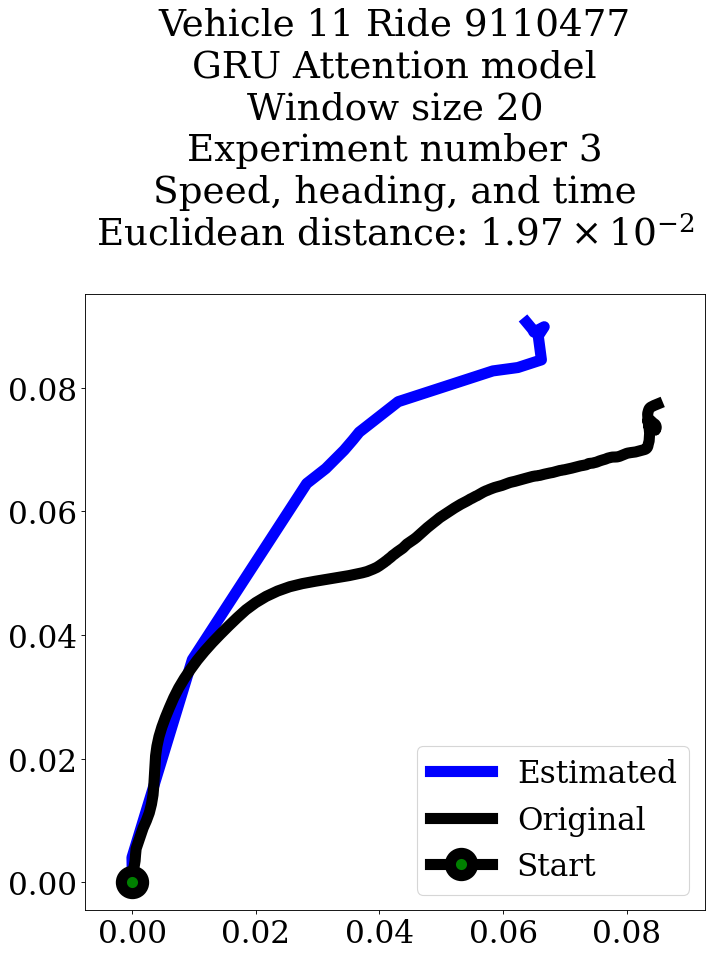 Vehicle 11 Ride 9110477
GRU Attention model
Window size 20
Experiment number 3
Speed, heading, and time
Euclidean distance: 1.97 × 10⁻²
0.08
0.06
0.04
0.02
0.00
0.00 0.02 0.04 0.06 0.08
Estimated
Original
Start